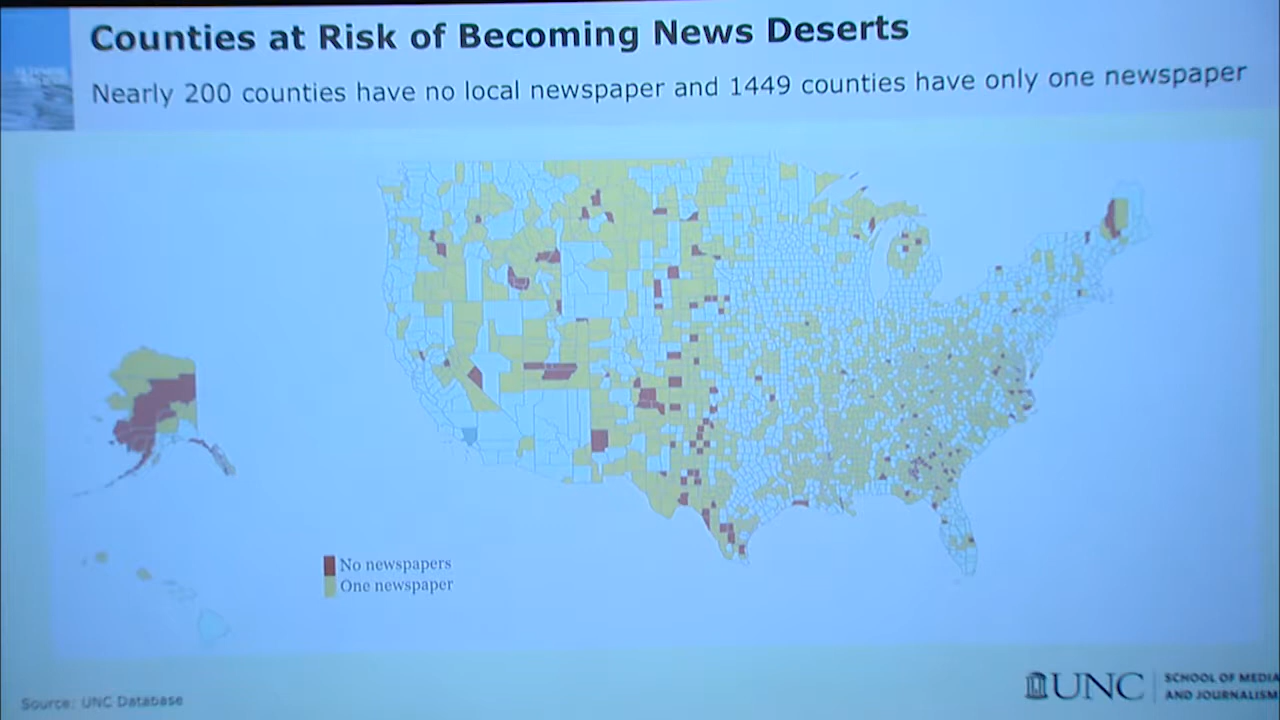 Counties at Risk of Becoming News Deserts
Nearly 200 counties have no local newspaper and 1449 counties have only one newspaper
No newspapers
One newspaper
Source: UNC Database
UNC
SCHOOL OF MEDIA
AND JOURNALISM